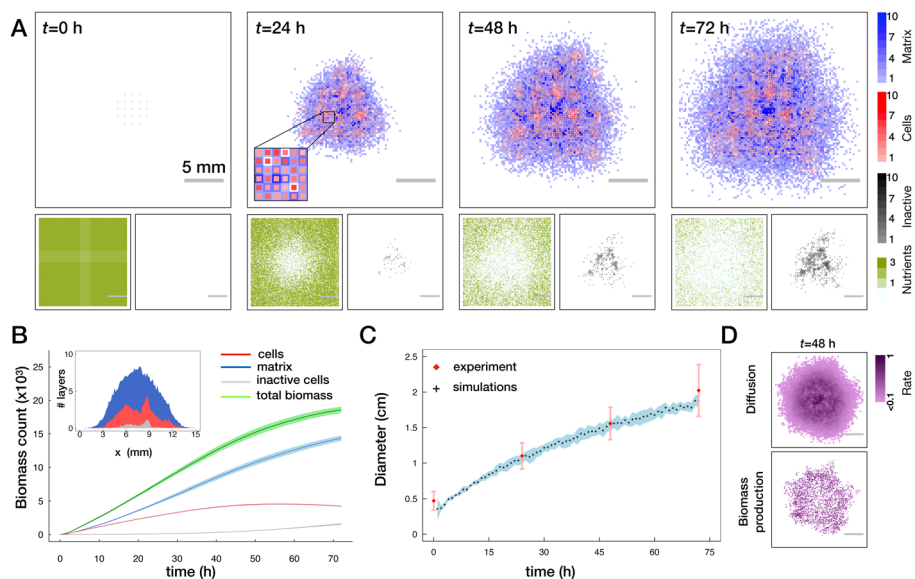 A
t=0 h
t=24 h
t=48 h
t=72 h
5 mm
10
7
4
1
Matrix
10
7
4
1
Cells
10
7
4
1
Inactive
3
1
Nutrients
B
Biomass count (x10³)
25
20
15
10
5
0
0 10 20 30 40 50 60 70
time (h)
10
5
0
# layers
0 3 6 9 12 15
x (mm)
cells
matrix
inactive cells
total biomass
C
Diameter (cm)
2.5
2
1.5
1
0.5
0
0 15 30 45 60 75
time (h)
experiment
simulations
D
t=48 h
Diffusion
Biomass
production
1
<0.1
Rate